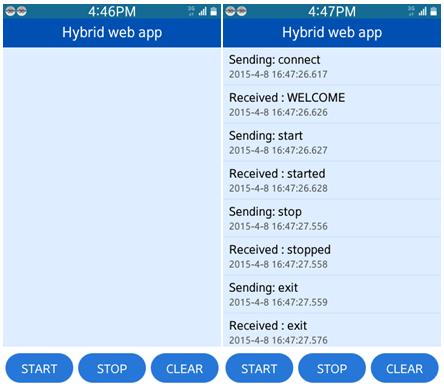 4:46PM
3G
Hybrid web app
START
STOP
CLEAR
4:47PM
3G
Hybrid web app
Sending: connect
2015-4-8 16:47:26.617
Received : WELCOME
2015-4-8 16:47:26.626
Sending: start
2015-4-8 16:47:26.627
Received : started
2015-4-8 16:47:26.628
Sending: stop
2015-4-8 16:47:27.556
Received : stopped
2015-4-8 16:47:27.558
Sending: exit
2015-4-8 16:47:27.559
Received : exit
2015-4-8 16:47:27.576
START
STOP
CLEAR